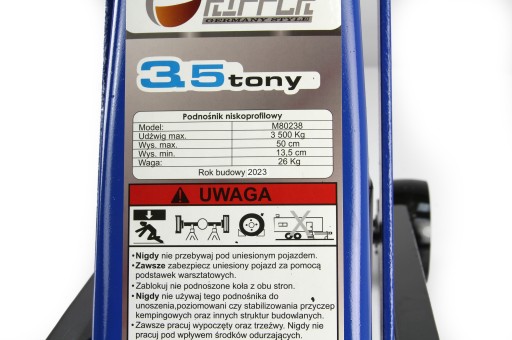 GERMANY STYLE
3.5 tony
Podnośnik niskoprofilowy
Model: M80238
Udźwig max. 3 500 Kg
Wys. max. 50 cm
Wys. min. 13,5 cm
Waga: 26 Kg
Rok budowy 2023
UWAGA
•Nigdy nie przebywaj pod uniesionym pojazdem.
•Zawsze zabezpiecz uniesiony pojazd za pomocą
podstawek warsztatowych.
• Zablokuj nie podnoszone koła z obu stron.
•Nigdy nie używaj tego podnośnika do
unoszenia,poziomowani czy stabilizowania przyczep
kempingowych oraz innych struktur budowlanych.
• Zawsze pracuj wypoczęty oraz trzeźwy. Nigdy nie
pracuj pod wpływem środków odurzających.